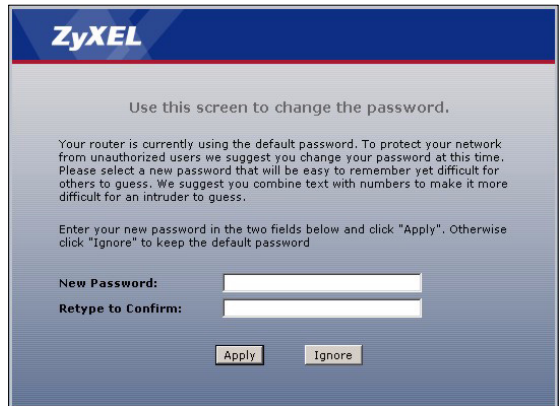 ZyXEL
Use this screen to change the password.
Your router is currently using the default password. To protect your network
from unauthorized users we suggest you change your password at this time.
Please select a new password that will be easy to remember yet difficult for
others to guess. We suggest you combine text with numbers to make it more
difficult for an intruder to guess.
Enter your new password in the two fields below and click "Apply". Otherwise
click "Ignore" to keep the default password
New Password:
Retype to Confirm:
Apply Ignore